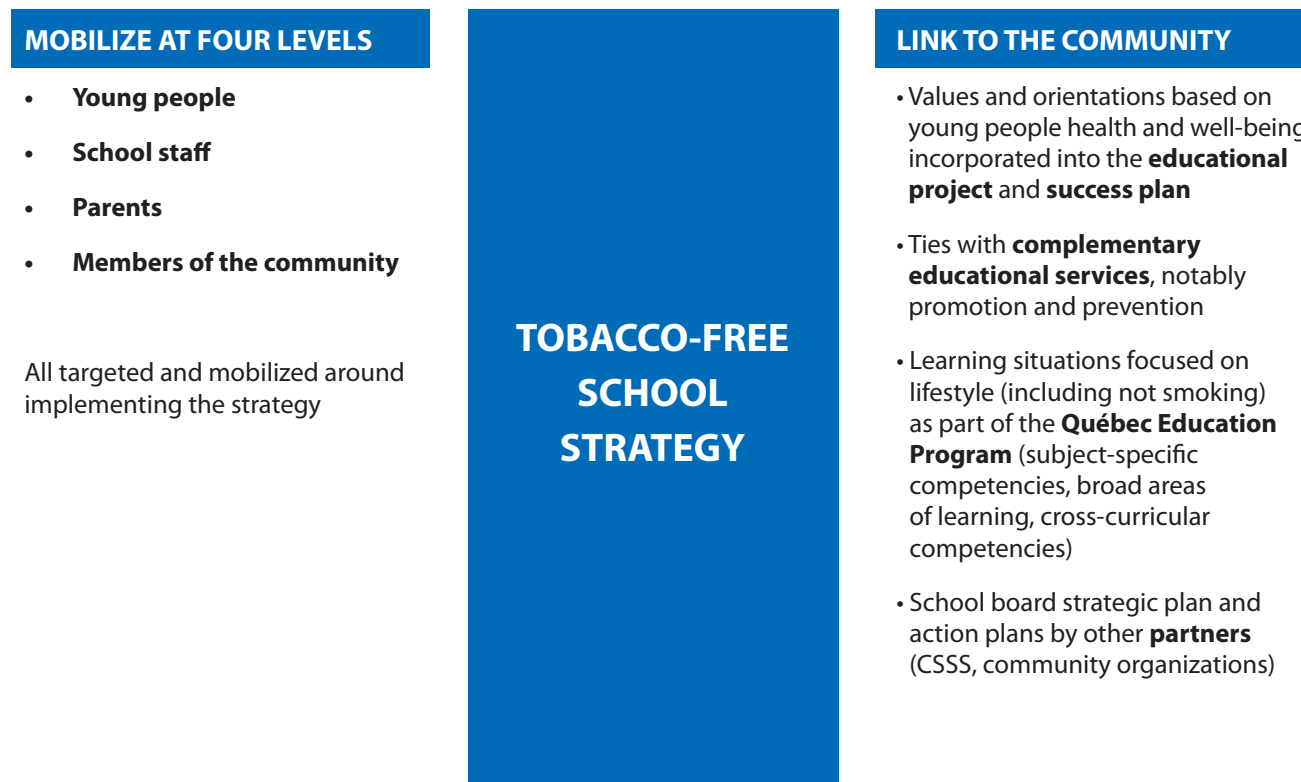 MOBILIZE AT FOUR LEVELS
• Young people
• School staff
• Parents
• Members of the community
All targeted and mobilized around
implementing the strategy
TOBACCO-FREE
SCHOOL
STRATEGY
LINK TO THE COMMUNITY
• Values and orientations based on
young people health and well-being
incorporated into the educational
project and success plan
• Ties with complementary
educational services, notably
promotion and prevention
• Learning situations focused on
lifestyle (including not smoking)
as part of the Québec Education
Program (subject-specific
competencies, broad areas
of learning, cross-curricular
competencies)
• School board strategic plan and
action plans by other partners
(CSSS, community organizations)